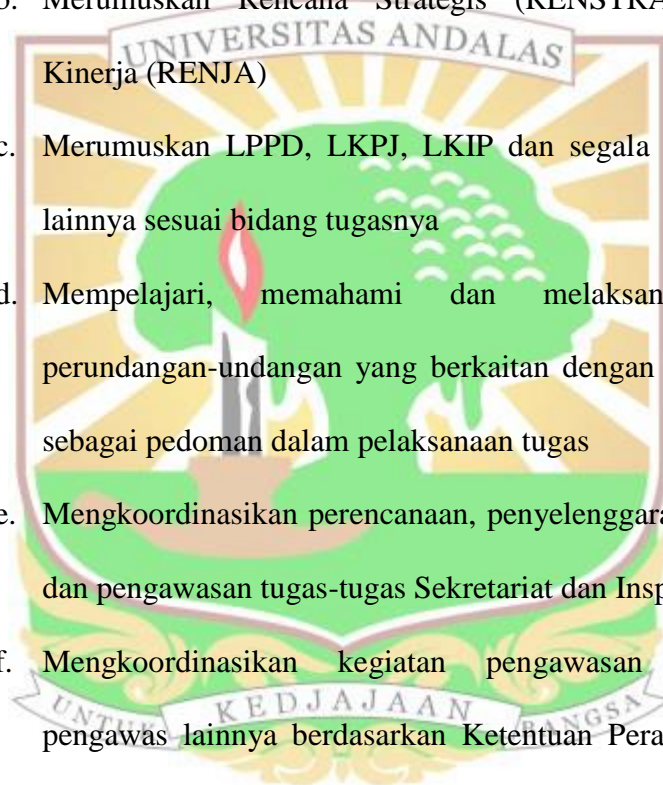 b. Merumuskan Rencana Strategis (RENSTRA
UNIVERSITAS ANDALAS
Kinerja (RENJA)
c. Merumuskan LPPD, LKPJ, LKIP dan segala
lainnya sesuai bidang tugasnya
d. Mempelajari, memahami dan melaksan
perundangan-undangan yang berkaitan dengan
sebagai pedoman dalam pelaksanaan tugas
e. Mengkoordinasikan perencanaan, penyelenggara
dan pengawasan tugas-tugas Sekretariat dan Insp
f. Mengkoordinasikan kegiatan pengawasan
UNTUK KEDJAJAAN BANGSA
pengawas lainnya berdasarkan Ketentuan Pera